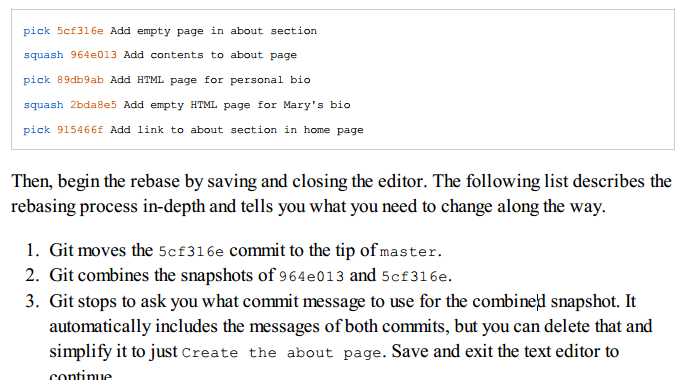 pick 5cf316e Add empty page in about section
squash 964e013 Add contents to about page
pick 89db9ab Add HTML page for personal bio
squash 2bda8e5 Add empty HTML page for Mary's bio
pick 915466f Add link to about section in home page
Then, begin the rebase by saving and closing the editor. The following list describes the
rebasing process in-depth and tells you what you need to change along the way.
1. Git moves the 5cf316e commit to the tip of master.
2. Git combines the snapshots of 964e013 and 5cf316e.
3. Git stops to ask you what commit message to use for the combined snapshot. It
automatically includes the messages of both commits, but you can delete that and
simplify it to just Create the about page. Save and exit the text editor to
continue